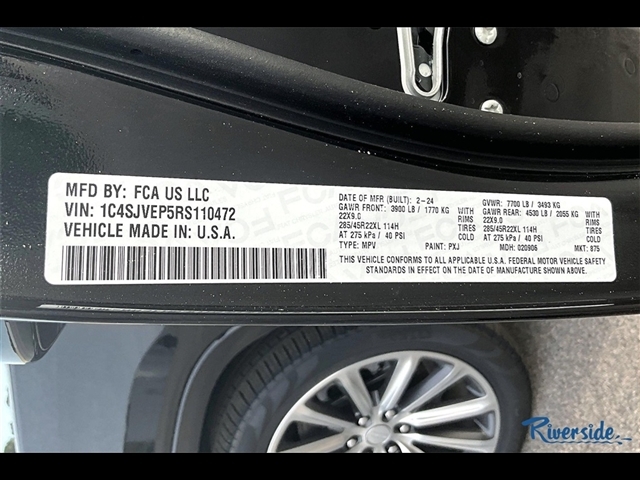 MFD BY: FCA US LLC
VIN: 1C4SJVEP5RS110472
VEHICLE MADE IN: U.S.A.
DATE OF MFR (BUILT): 2-24 GVWR: 7700 LB / 3493 KG
GAWR FRONT: 3900 LB / 1770 KG WITH GAWR REAR: 4530 LB / 2055 KG WITH
22X9.0 RIMS 22X9.0 RIMS
285/45R22XL 114H TIRES 285/45R22XL 114H TIRES
AT 275 kPa / 40 PSI COLD AT 275 kPa / 40 PSI COLD
TYPE: MPV PAINT: PXJ MDH: 020906 MKT: 875
THIS VEHICLE CONFORMS TO ALL APPLICABLE U.S.A. FEDERAL MOTOR VEHICLE SAFETY
STANDARDS IN EFFECT ON THE DATE OF MANUFACTURE SHOWN ABOVE.
Riverside